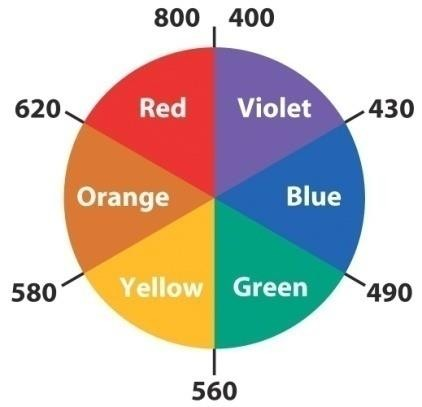 800 400
620 Red Violet 430
Orange Blue
580 Yellow Green 490
560